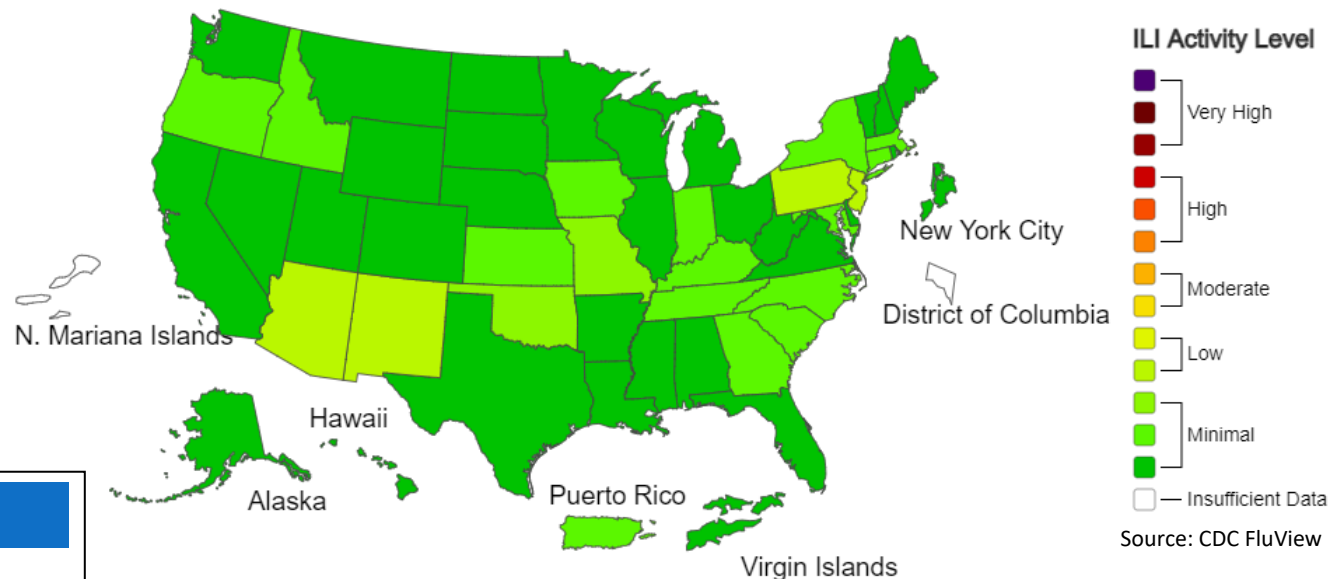 ILI Activity Level
Very High
High
Moderate
Low
Minimal
Insufficient Data
Source: CDC FluView
New York City
District of Columbia
N. Mariana Islands
Hawaii
Alaska
Puerto Rico
Virgin Islands